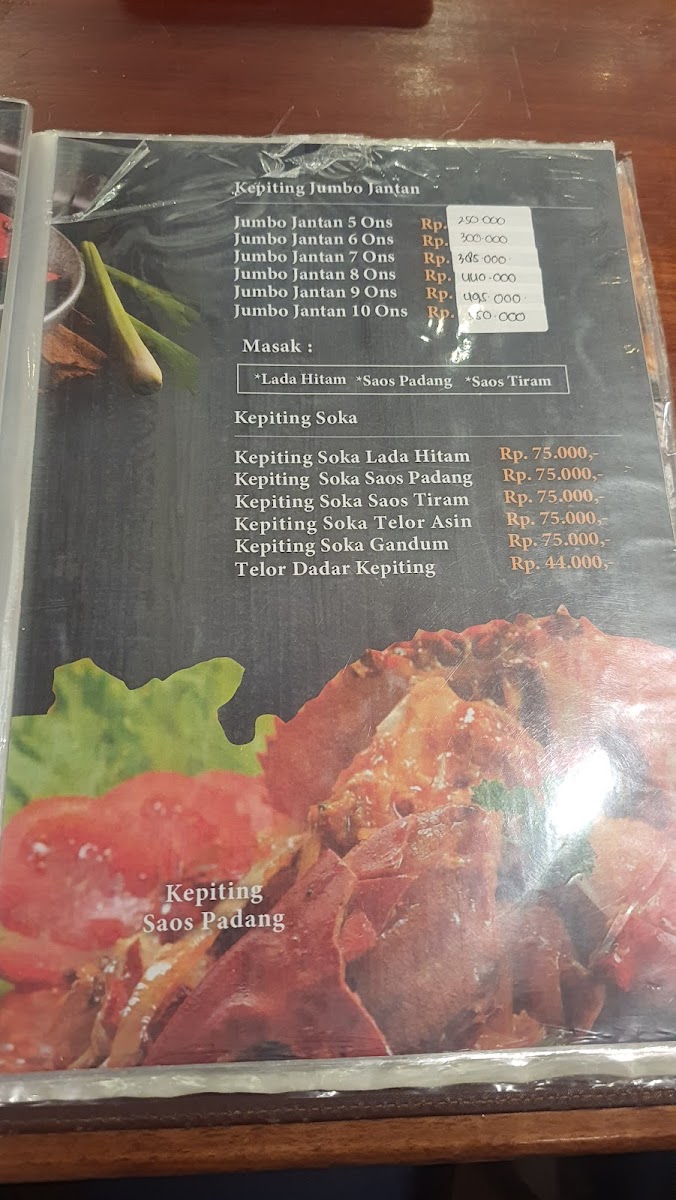 Kepiting Jumbo Jantan
Jumbo Jantan 5 Ons Rp. 250.000
Jumbo Jantan 6 Ons Rp. 300.000
Jumbo Jantan 7 Ons Rp. 385.000
Jumbo Jantan 8 Ons Rp. 440.000
Jumbo Jantan 9 Ons Rp. 495.000
Jumbo Jantan 10 Ons Rp. 550.000
Masak :
*Lada Hitam *Saos Padang *Saos Tiram
Kepiting Soka
Kepiting Soka Lada Hitam Rp. 75.000,-
Kepiting Soka Saos Padang Rp. 75.000,-
Kepiting Soka Saos Tiram Rp. 75.000,-
Kepiting Soka Telor Asin Rp. 75.000,-
Kepiting Soka Gandum Rp. 75.000,-
Telor Dadar Kepiting Rp. 44.000,-
Kepiting
Saos Padang